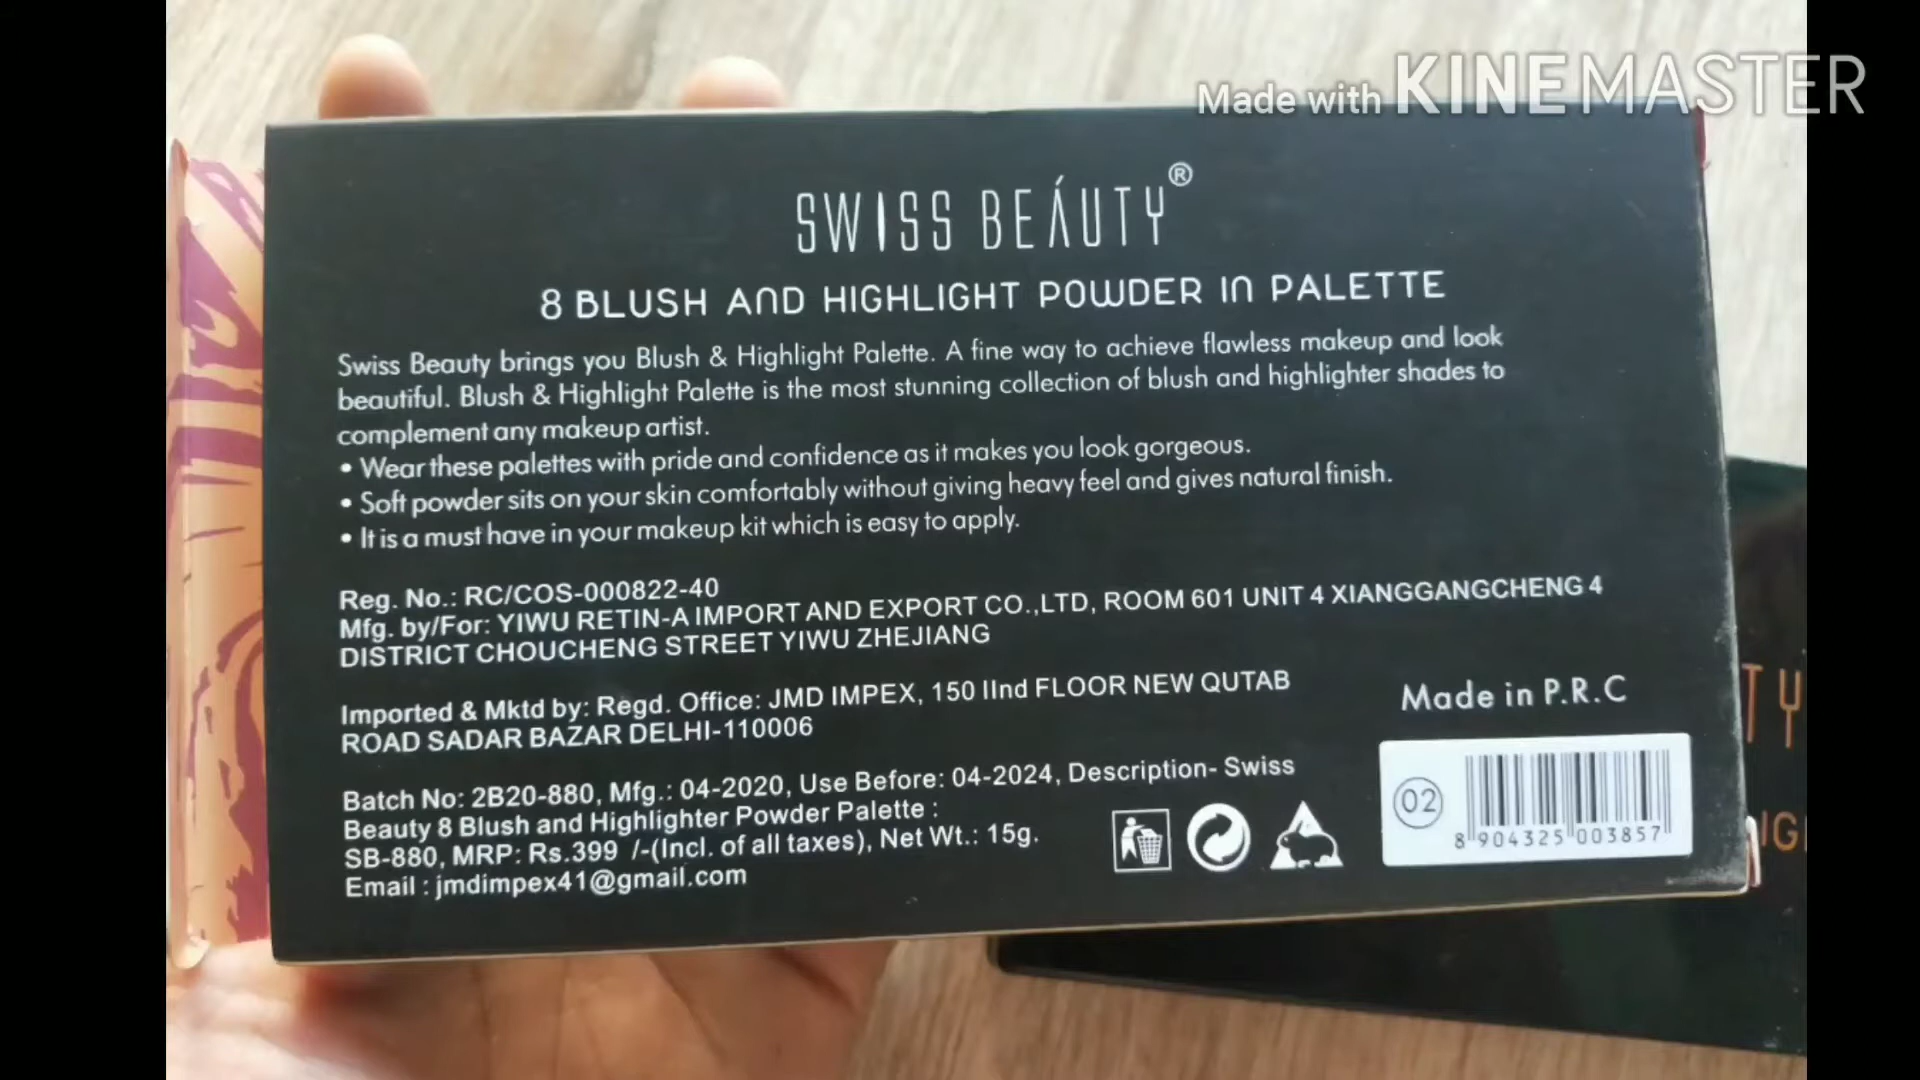 Made with KINEMASTER
SWISS BEÁUTY®
8 BLUSH AND HIGHLIGHT POWDER IN PALETTE
Swiss Beauty brings you Blush & Highlight Palette. A fine way to achieve flawless makeup and look
beautiful. Blush & Highlight Palette is the most stunning collection of blush and highlighter shades to
complement any makeup artist.
• Wear these palettes with pride and confidence as it makes you look gorgeous.
• Soft powder sits on your skin comfortably without giving heavy feel and gives natural finish.
• It is a must have in your makeup kit which is easy to apply.
Reg. No.: RC/COS-000822-40
Mfg. by/For: YIWU RETIN-A IMPORT AND EXPORT CO.,LTD, ROOM 601 UNIT 4 XIANGGANGCHENG 4
DISTRICT CHOUCHENG STREET YIWU ZHEJIANG
Imported & Mktd by: Regd. Office: JMD IMPEX, 150 IInd FLOOR NEW QUTAB
ROAD SADAR BAZAR DELHI-110006
Made in P.R.C
Batch No: 2B20-880, Mfg.: 04-2020, Use Before: 04-2024, Description- Swiss
Beauty 8 Blush and Highlighter Powder Palette :
SB-880, MRP: Rs.399 /-(Incl. of all taxes), Net Wt.: 15g.
Email : jmdimpex41@gmail.com
02
8 904325 003857
TY
IG